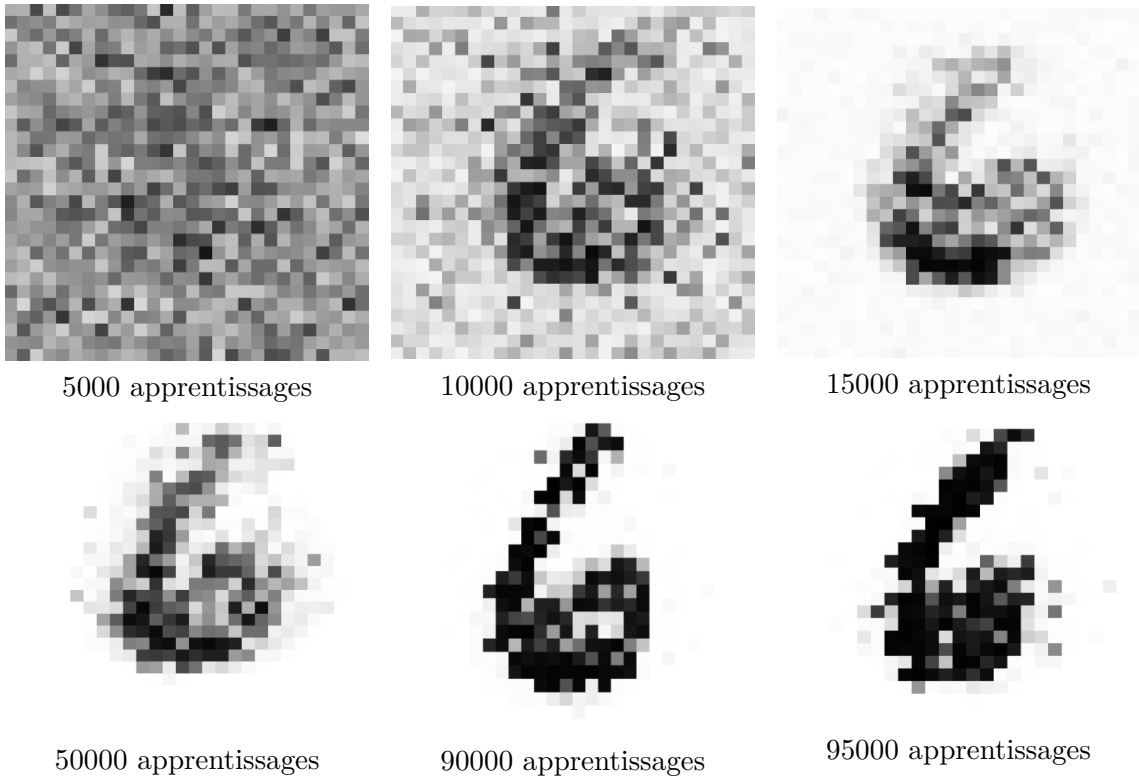 5000 apprentissages
10000 apprentissages
15000 apprentissages
50000 apprentissages
90000 apprentissages
95000 apprentissages